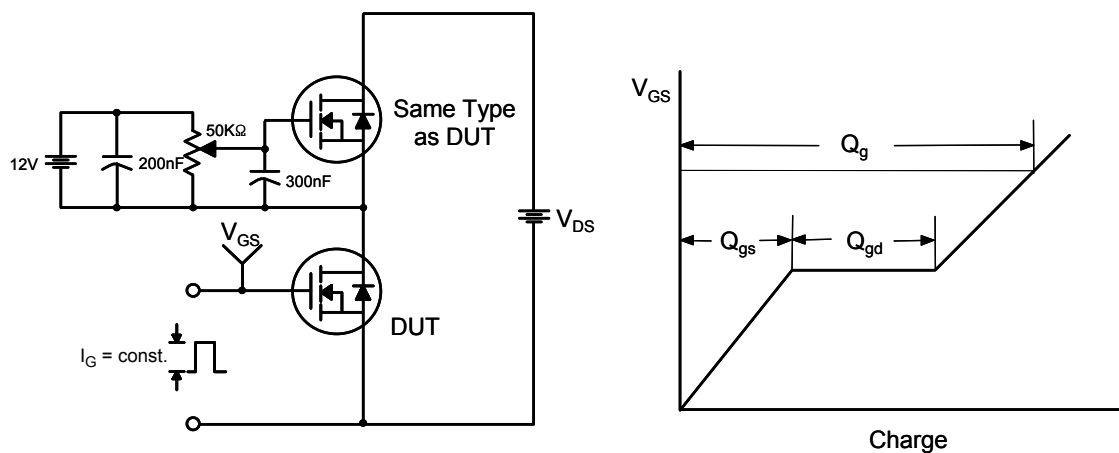 12V
200nF
50KΩ
300nF
Same Type
as DUT
V_DS
V_GS
DUT
I_G = const.
V_GS
Q_g
Q_gs
Q_gd
Charge